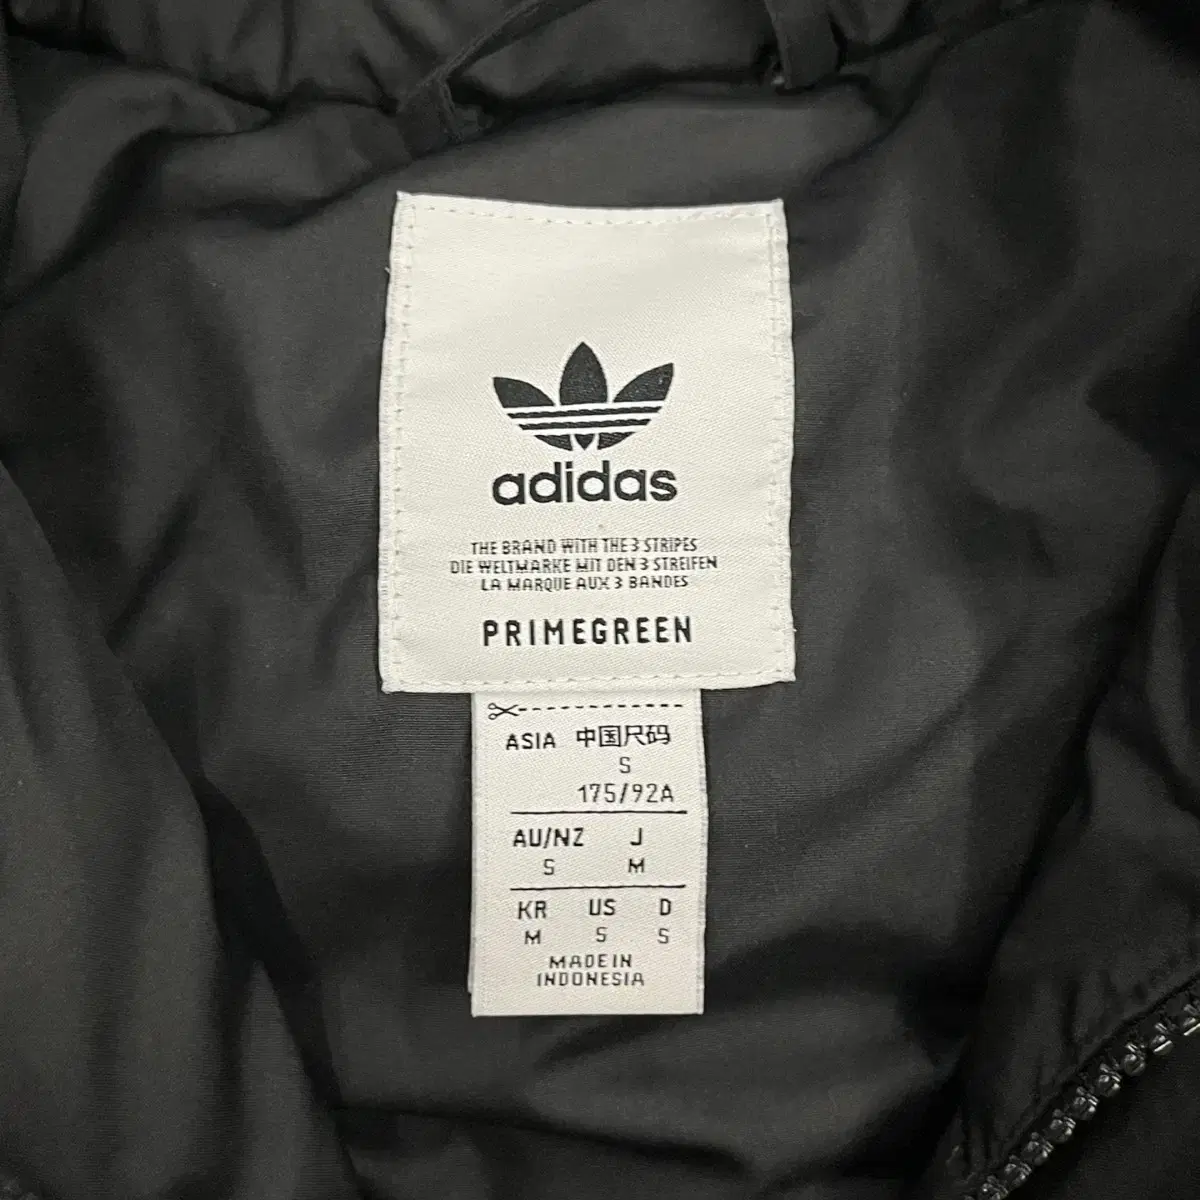 adidas
THE BRAND WITH THE 3 STRIPES
DIE WELTMARKE MIT DEN 3 STREIFEN
LA MARQUE AUX 3 BANDES
PRIMEGREEN
ASIA 中国尺码
S
175/92A
AU/NZ J
S M
KR US D
M S S
MADE IN
INDONESIA